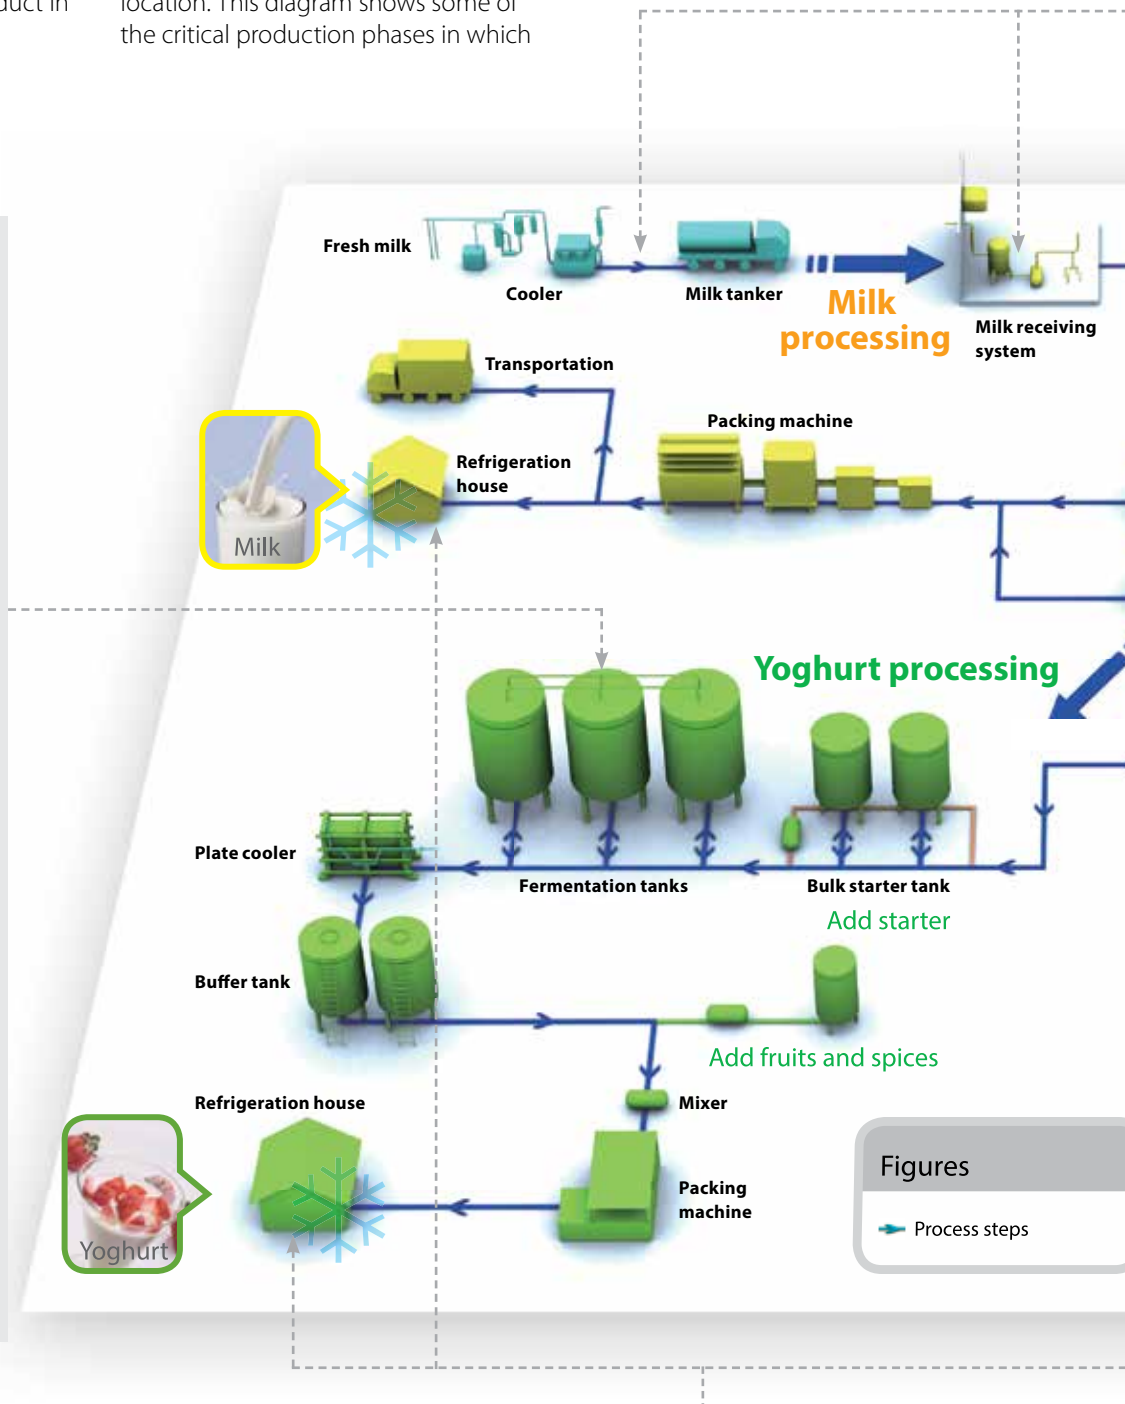 duct in
location. This diagram shows some of
the critical production phases in which
Fresh milk
Cooler
Milk tanker
Milk
processing
Milk receiving
system
Transportation
Packing machine
Refrigeration
house
Milk
Yoghurt processing
Plate cooler
Fermentation tanks
Bulk starter tank
Add starter
Buffer tank
Add fruits and spices
Refrigeration house
Mixer
Packing
machine
Yoghurt
Figures
Process steps